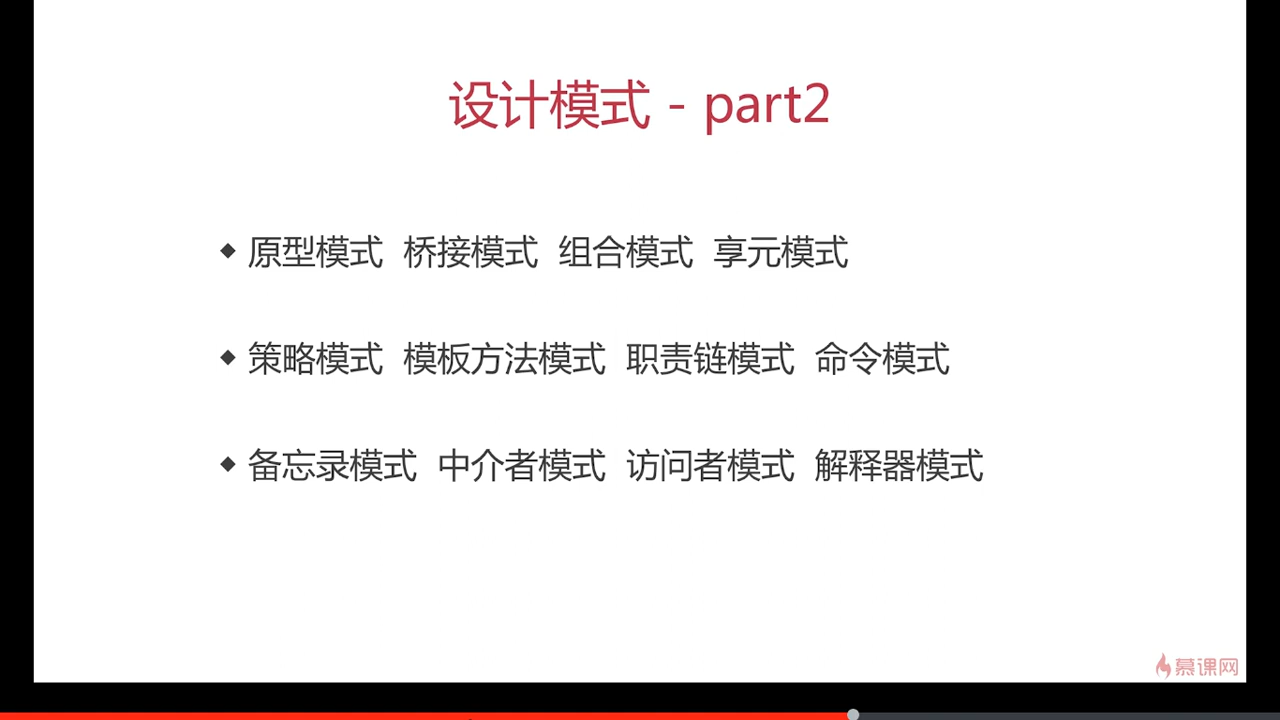 设计模式 - part2
◆ 原型模式 桥接模式 组合模式 享元模式
◆ 策略模式 模板方法模式 职责链模式 命令模式
◆ 备忘录模式 中介者模式 访问者模式 解释器模式
慕课网